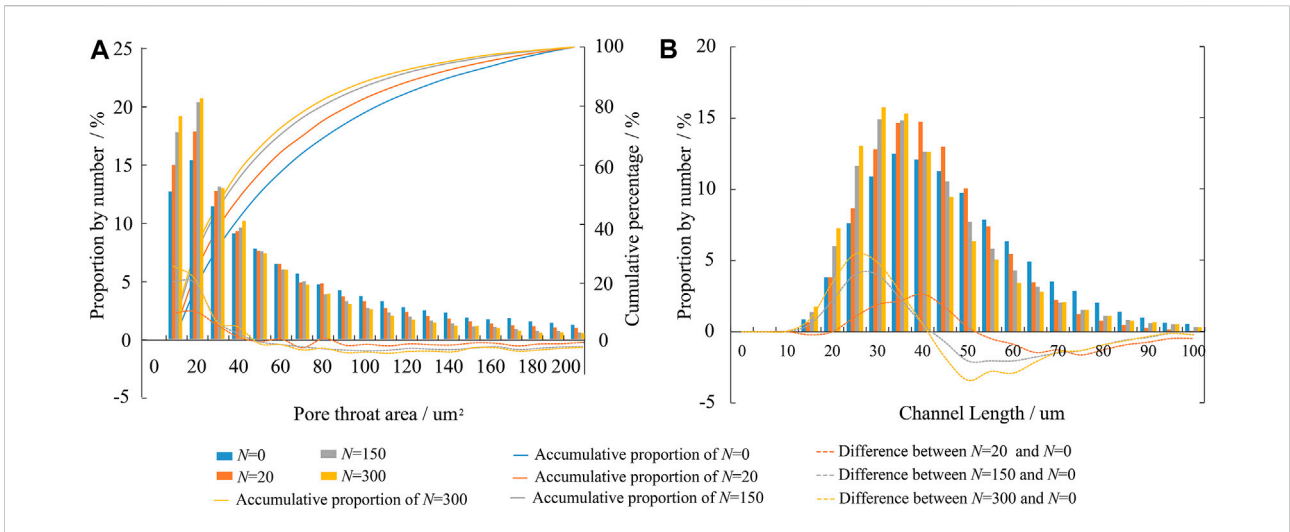 A
B
25
20
15
10
5
0
-5
Proportion by number / %
100
80
60
40
20
0
Cumulative percentage / %
0 20 40 60 80 100 120 140 160 180 200
Pore throat area / um²
20
15
10
5
0
-5
Proportion by number / %
0 10 20 30 40 50 60 70 80 90 100
Channel Length / um
N=0
N=150
N=20
N=300
Accumulative proportion of N=300
Accumulative proportion of N=0
Accumulative proportion of N=20
Accumulative proportion of N=150
Difference between N=20 and N=0
Difference between N=150 and N=0
Difference between N=300 and N=0